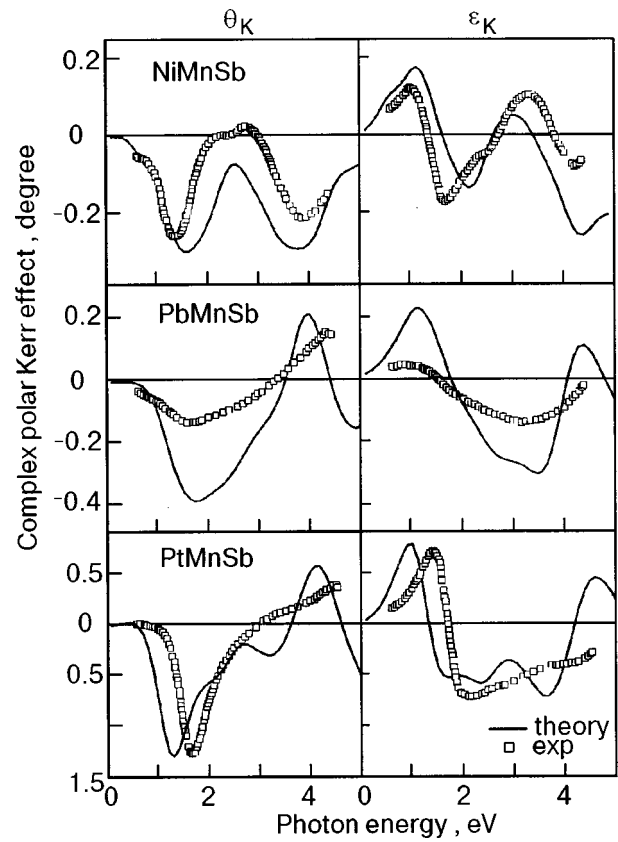 θK εK
0.2
NiMnSb
0
-0.2
0.2
PbMnSb
0
-0.2
-0.4
PtMnSb
0.5
0
0.5
theory
exp
1.5
0 2 4 0 2 4
Photon energy , eV
Complex polar Kerr effect , degree